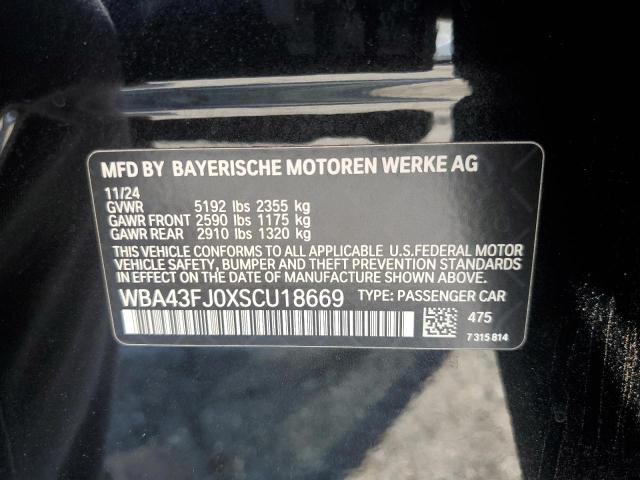 MFD BY BAYERISCHE MOTOREN WERKE AG
11/24
GVWR 5192 lbs 2355 kg
GAWR FRONT 2590 lbs 1175 kg
GAWR REAR 2910 lbs 1320 kg
THIS VEHICLE CONFORMS TO ALL APPLICABLE U.S.FEDERAL MOTOR
VEHICLE SAFETY, BUMPER AND THEFT PREVENTION STANDARDS
IN EFFECT ON THE DATE OF MANUFACTURE SHOWN ABOVE.
WBA43FJ0XSCU18669 TYPE: PASSENGER CAR
475
7 315 814